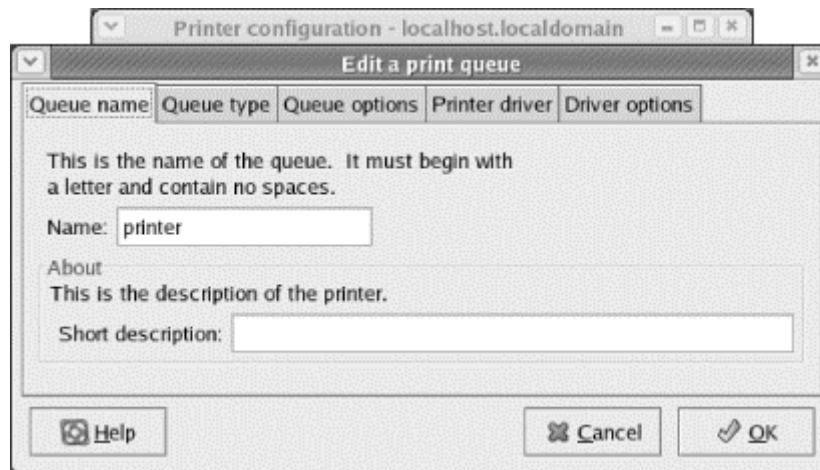 Printer configuration - localhost.localdomain
Edit a print queue
Queue name Queue type Queue options Printer driver Driver options
This is the name of the queue.  It must begin with
a letter and contain no spaces.
Name: printer
About
This is the description of the printer.
Short description:
Help Cancel OK